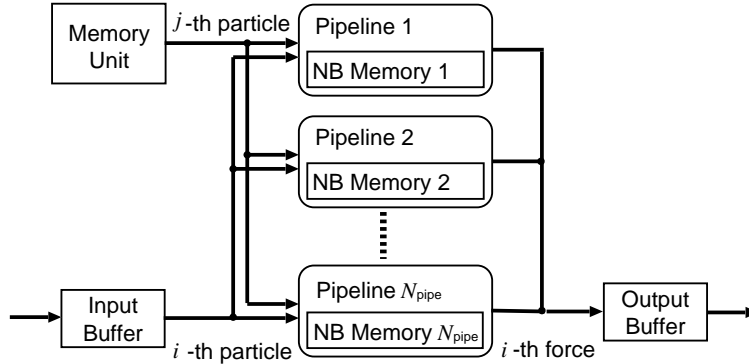 j-th particle
Memory
Unit
Pipeline 1
NB Memory 1
Pipeline 2
NB Memory 2
Pipeline Npipe
NB Memory Npipe
Input
Buffer
i-th particle
i-th force
Output
Buffer